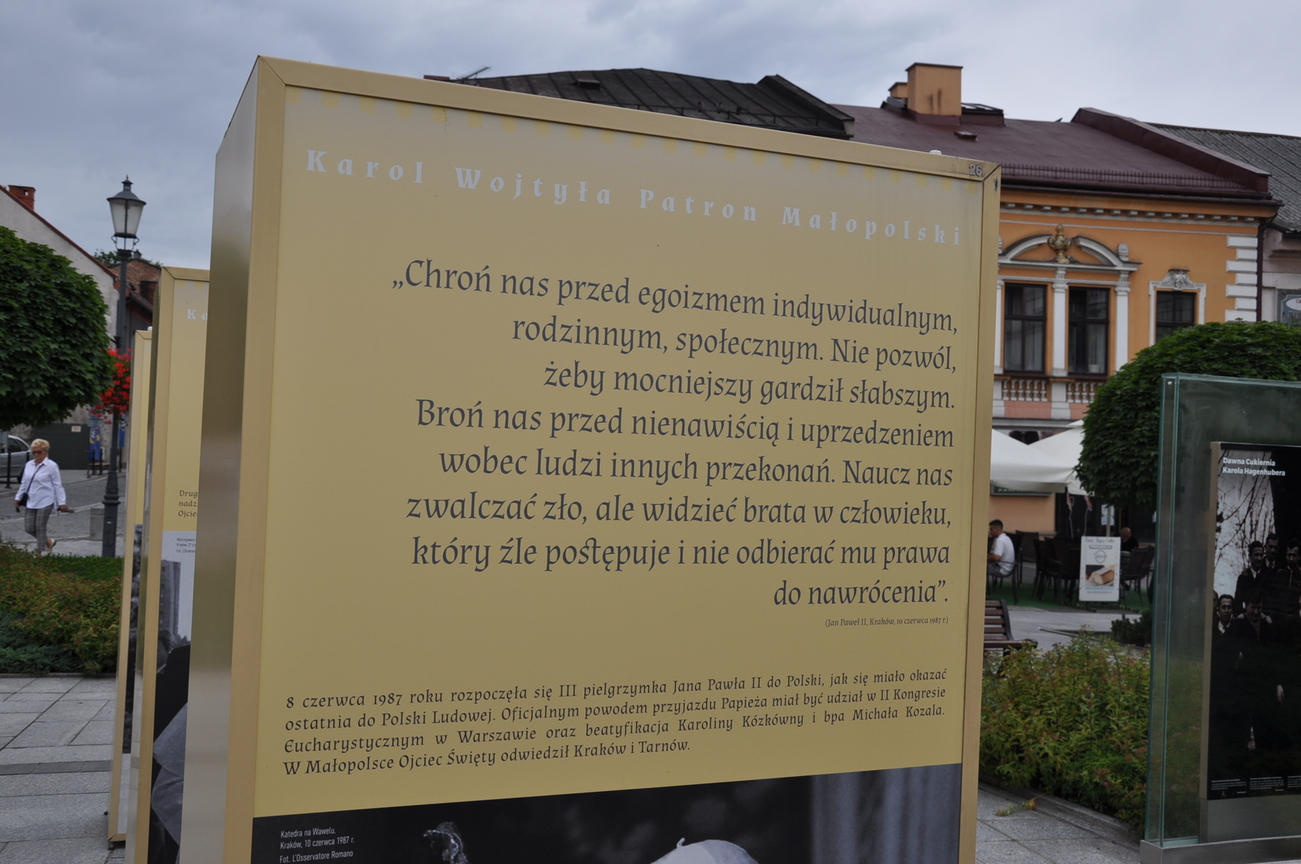 26
Karol Wojtyła Patron Małopolski
„Chroń nas przed egoizmem indywidualnym,
rodzinnym, społecznym. Nie pozwól,
żeby mocniejszy gardził słabszym.
Broń nas przed nienawiścią i uprzedzeniem
wobec ludzi innych przekonań. Naucz nas
zwalczać zło, ale widzieć brata w człowieku,
który źle postępuje i nie odbierać mu prawa
do nawrócenia”.
(Jan Paweł II, Kraków, 10 czerwca 1987 r.)
8 czerwca 1987 roku rozpoczęła się III pielgrzymka Jana Pawła II do Polski, jak się miało okazać
ostatnia do Polski Ludowej. Oficjalnym powodem przyjazdu Papieża miał być udział w II Kongresie
Eucharystycznym w Warszawie oraz beatyfikacja Karoliny Kózkówny i bpa Michała Kozala.
W Małopolsce Ojciec Święty odwiedził Kraków i Tarnów.
Katedra na Wawelu.
Kraków, 10 czerwca 1987 r.
Fot. L'Osservatore Romano
Ka
Drug
nadz
Ojciec
Dawna Cukiernia
Karola Hagenhubera